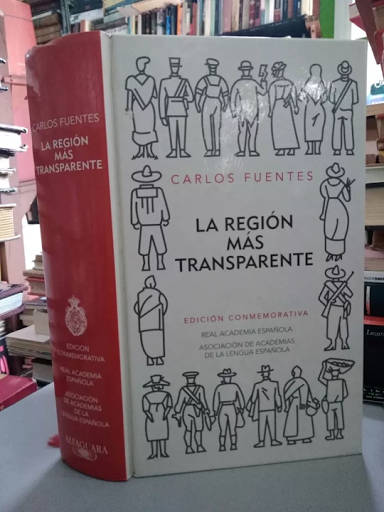 CARLOS FUENTES
LA REGIÓN
MÁS
TRANSPARENTE
EDICIÓN
CONMEMORATIVA
REAL ACADEMIA
ESPAÑOLA
ASOCIACIÓN
DE ACADEMIAS
DE LA
LENGUA ESPAÑOLA
ALFAGUARA
CARLOS FUENTES
LA REGIÓN
MÁS
TRANSPARENTE
EDICIÓN CONMEMORATIVA
REAL ACADEMIA ESPAÑOLA
ASOCIACIÓN DE ACADEMIAS
DE LA LENGUA ESPAÑOLA